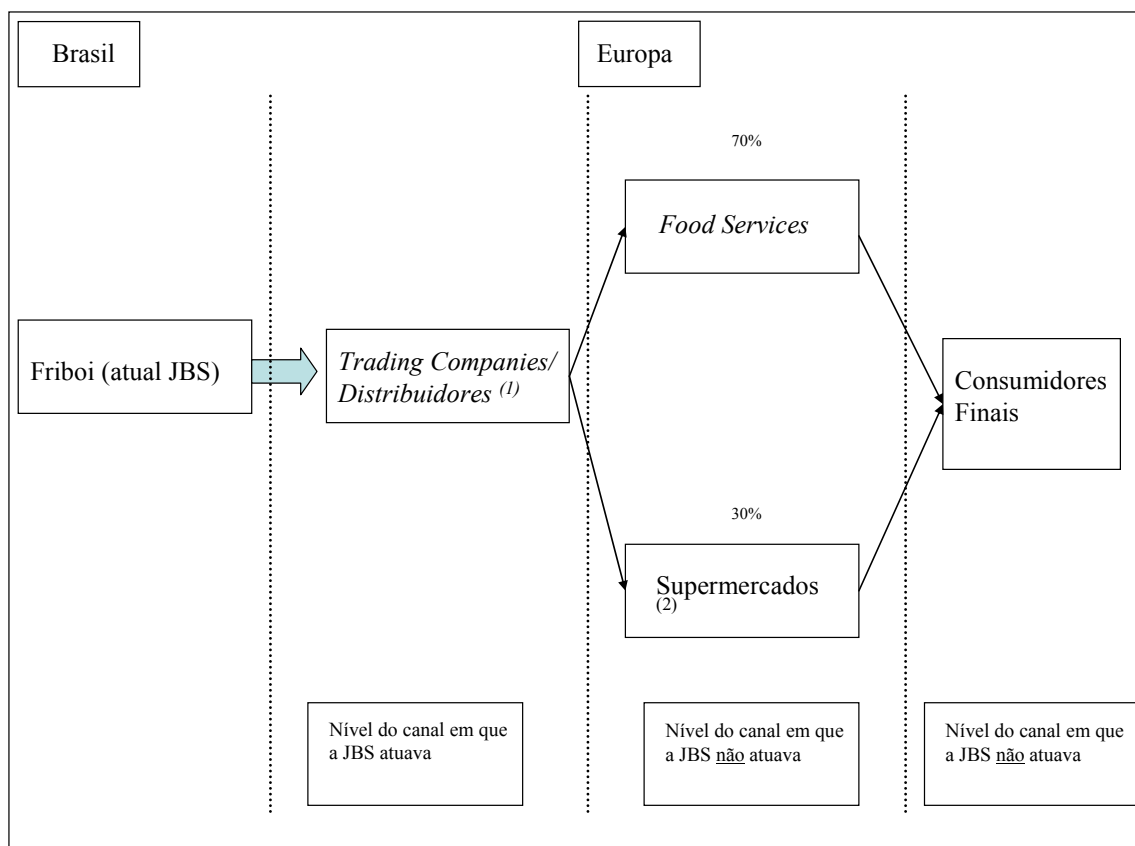 Brasil
Europa
70%
Food Services
Friboi (atual JBS)
Trading Companies/
Distribuidores (1)
Consumidores
Finais
30%
Supermercados
(2)
Nível do canal em que
a JBS atuava
Nível do canal em que
a JBS não atuava
Nível do canal em que
a JBS não atuava